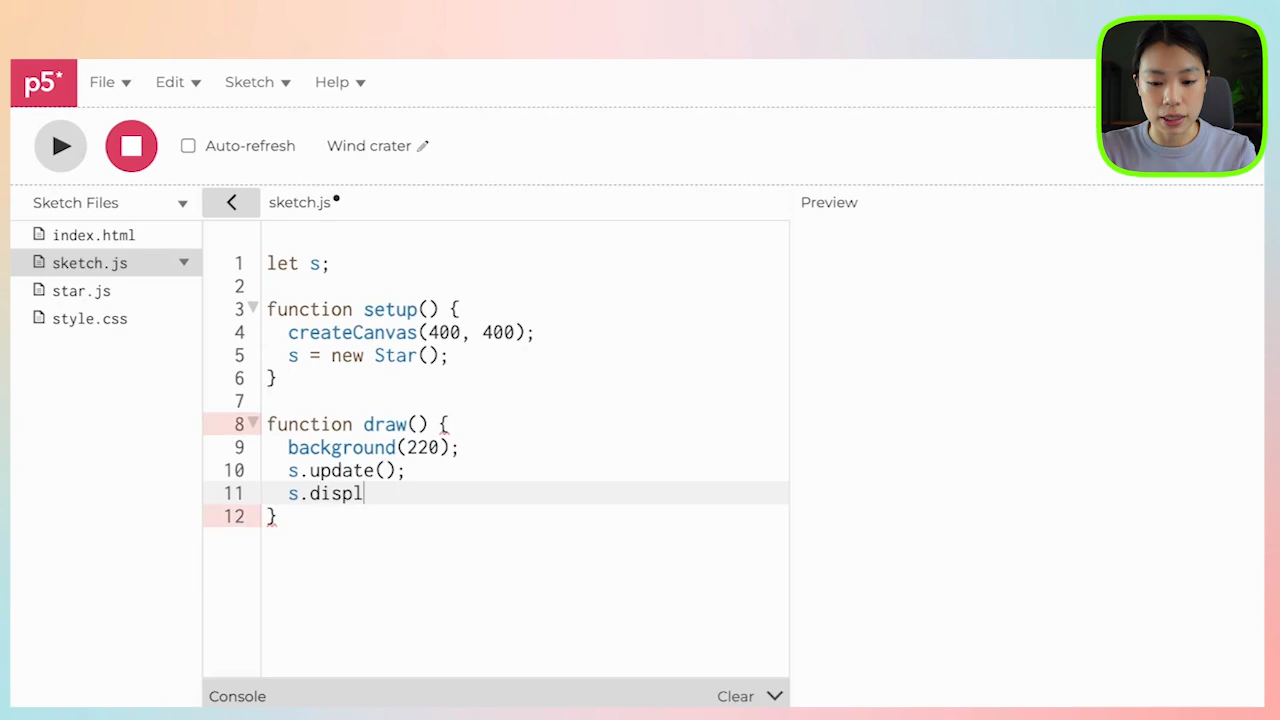 p5* File Edit Sketch Help
Auto-refresh Wind crater
Sketch Files sketch.js Preview
index.html
sketch.js
star.js
style.css
1 let s;
2
3 function setup() {
4 createCanvas(400, 400);
5 s = new Star();
6 }
7
8 function draw() {
9 background(220);
10 s.update();
11 s.displ
12 }
Console Clear